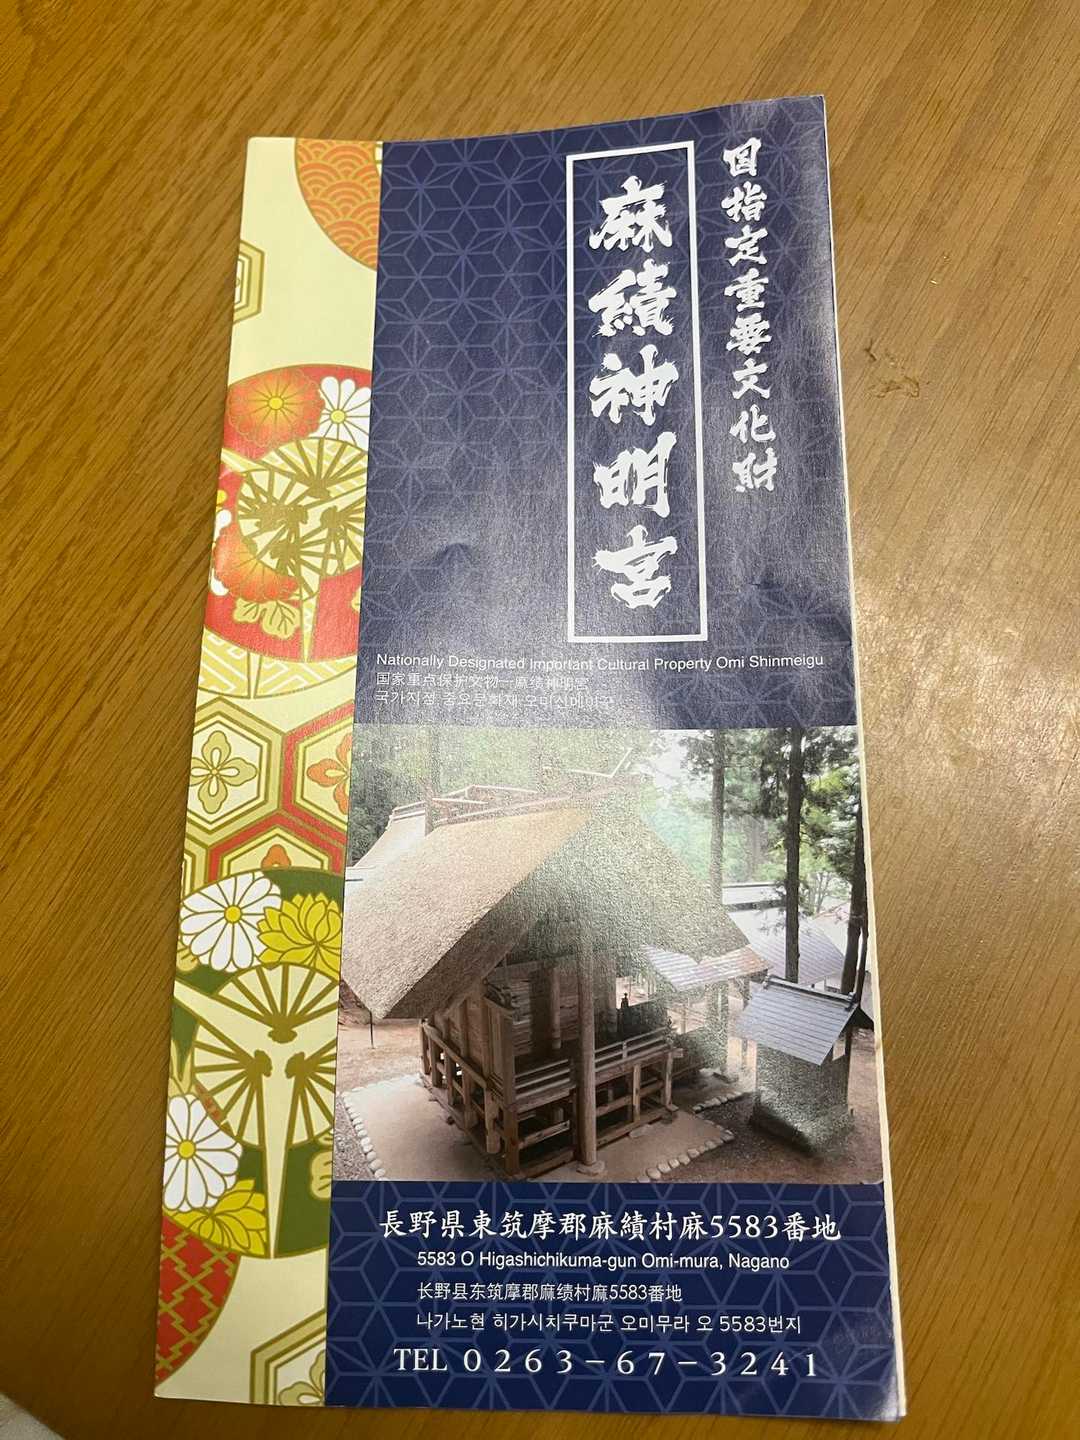 国指定重要文化財
麻績神明宮
Nationally Designated Important Cultural Property Omi Shinmeigu
国家重点保护文物一麻绩神明宫
국가지정 중요문화재 오미신메이구
長野県東筑摩郡麻績村麻5583番地
5583 O Higashichikuma-gun Omi-mura, Nagano
长野县东筑摩郡麻绩村麻5583番地
나가노현 히가시치쿠마군 오미무라 오 5583번지
TEL 0263-67-3241